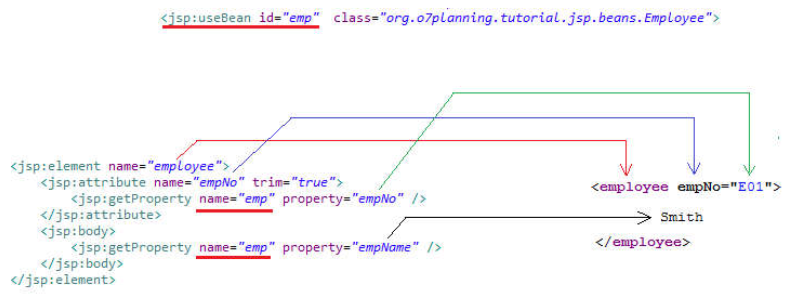 <jsp:useBean id="emp" class="org.o7planning.tutorial.jsp.beans.Employee">
<jsp:element name="employee">
<jsp:attribute name="empNo" trim="true">
<jsp:getProperty name="emp" property="empNo" />
</jsp:attribute>
<jsp:body>
<jsp:getProperty name="emp" property="empName" />
</jsp:body>
</jsp:element>
<employee empNo="E01">
Smith
</employee>